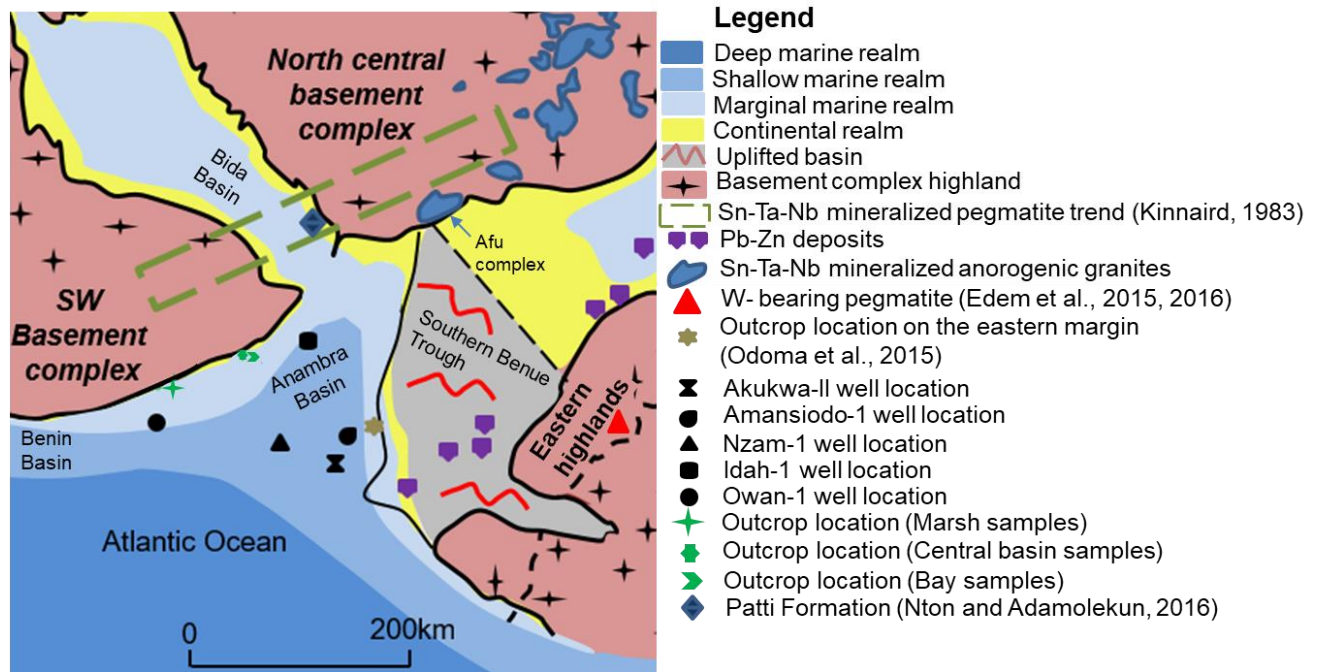 North central
basement
complex
Bida
Basin
Afu
complex
SW
Basement
complex
Southern Benue
Trough
Anambra
Basin
Eastern
highlands
Benin
Basin
Atlantic Ocean
0
200km
Legend
Deep marine realm
Shallow marine realm
Marginal marine realm
Continental realm
Uplifted basin
Basement complex highland
Sn-Ta-Nb mineralized pegmatite trend (Kinnaird, 1983)
Pb-Zn deposits
Sn-Ta-Nb mineralized anorogenic granites
W- bearing pegmatite (Edem et al., 2015, 2016)
Outcrop location on the eastern margin
(Odoma et al., 2015)
Akukwa-II well location
Amansiodo-1 well location
Nzam-1 well location
Idah-1 well location
Owan-1 well location
Outcrop location (Marsh samples)
Outcrop location (Central basin samples)
Outcrop location (Bay samples)
Patti Formation (Nton and Adamolekun, 2016)